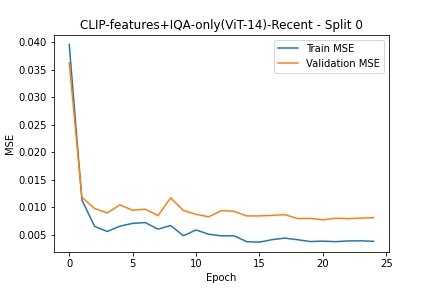 CLIP-features+IQA-only(ViT-14)-Recent - Split 0
Train MSE
Validation MSE
0.040
0.035
0.030
0.025
0.020
0.015
0.010
0.005
MSE
0 5 10 15 20 25
Epoch